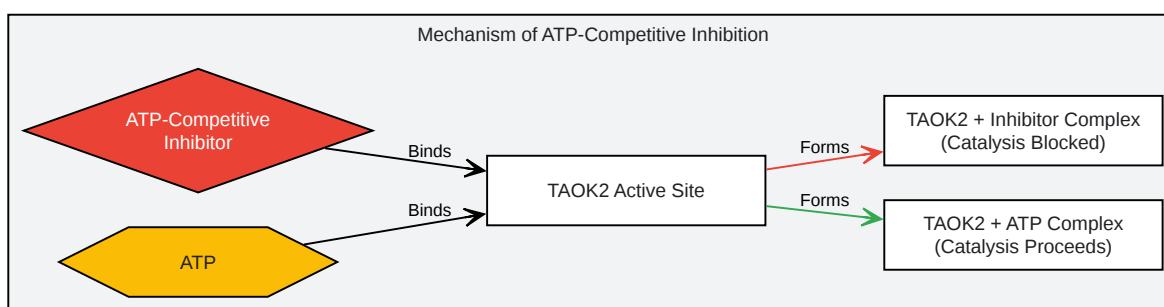 Mechanism of ATP-Competitive Inhibition
ATP-Competitive
Inhibitor
Binds
TAOK2 Active Site
Forms
TAOK2 + Inhibitor Complex
(Catalysis Blocked)
ATP
Binds
Forms
TAOK2 + ATP Complex
(Catalysis Proceeds)